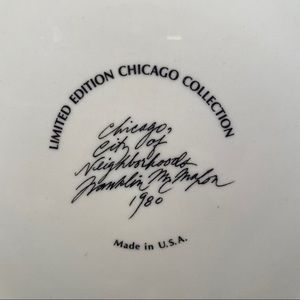 LIMITED EDITION CHICAGO COLLECTION
Chicago,
City of
Neighborhoods
Franklin McMahon
1980
Made in U.S.A.